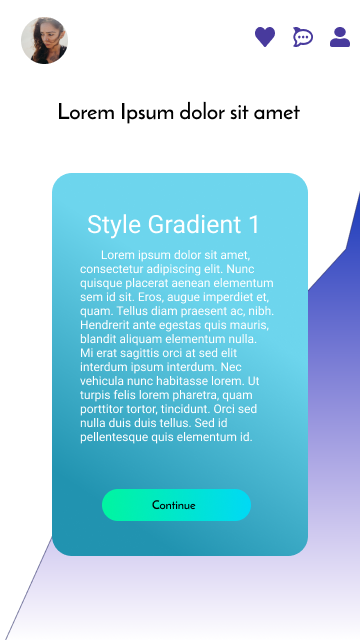 Lorem Ipsum dolor sit amet
Style Gradient 1
Lorem ipsum dolor sit amet,
consectetur adipiscing elit. Nunc
quisque placerat aenean elementum
sem id sit. Eros, augue imperdiet et,
quam. Tellus diam praesent ac, nibh.
Hendrerit ante egestas quis mauris,
blandit aliquam elementum nulla.
Mi erat sagittis orci at sed elit
interdum ipsum interdum. Nec
vehicula nunc habitasse lorem. Ut
turpis felis lorem pharetra, quam
porttitor tortor, tincidunt. Orci sed
nulla duis duis tellus. Sed id
pellentesque quis elementum id.
Continue